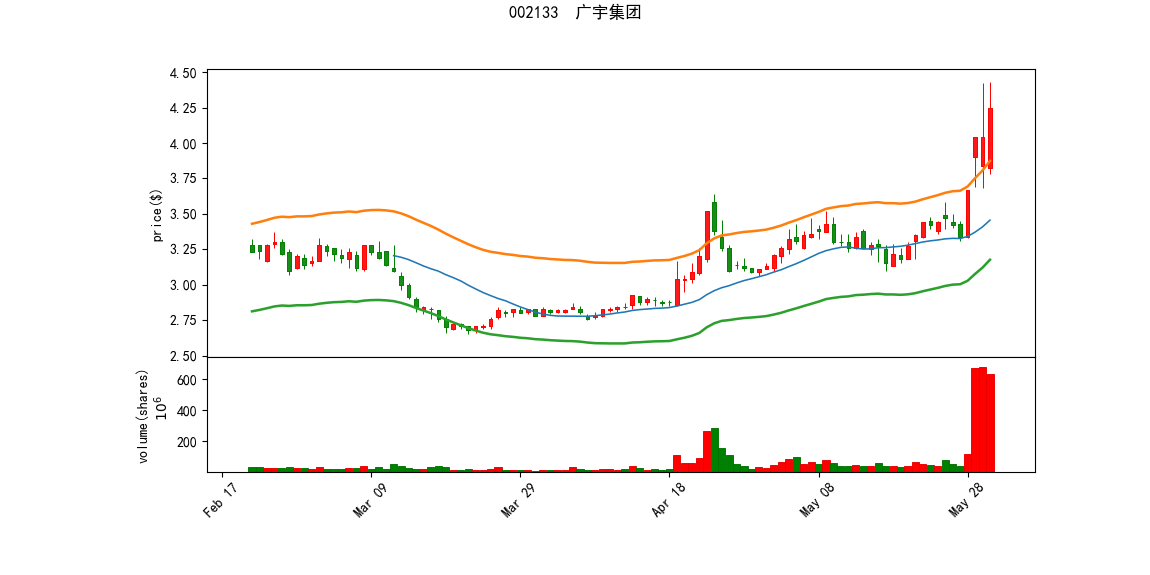 002133 广宇集团
4.50
4.25
4.00
3.75
3.50
3.25
3.00
2.75
2.50
price($)
600
400
200
volume(shares)
10^6
Feb 17
Mar 09
Mar 29
Apr 18
May 08
May 28